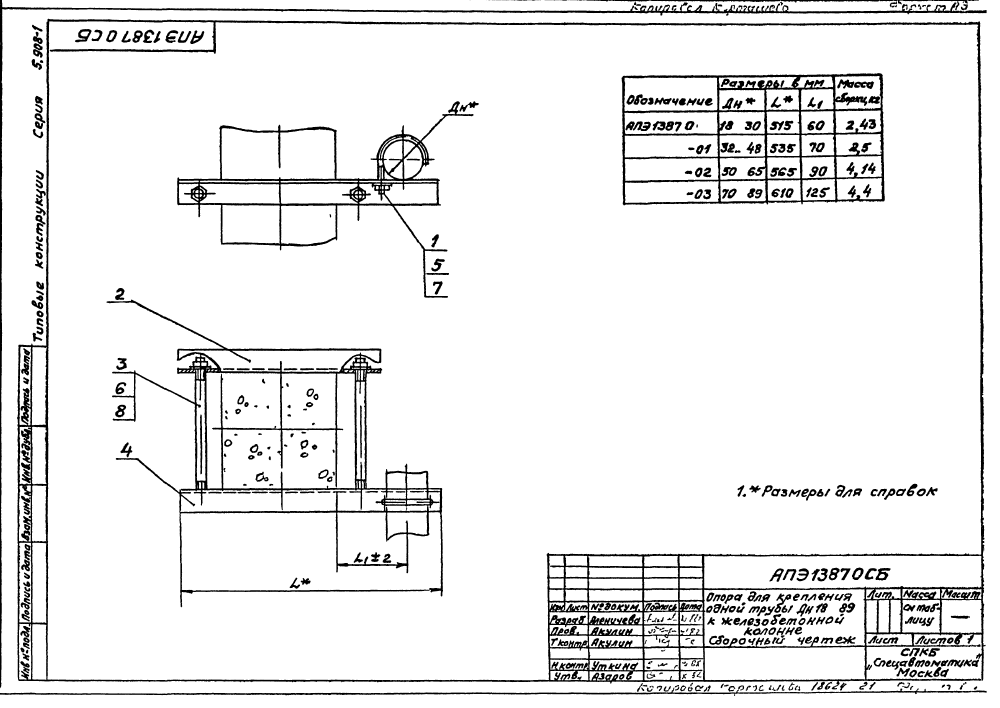 Копировал
Формат А3
Типовые конструкции Серия 5.908-1
АПЭ13870СБ
Обозначение
Размеры в мм
Масса сборки, кг
Дн* L* L1
АПЭ13870 18 30 515 60 2,43
-01 32.. 48 535 70 2,5
-02 50 65 565 90 4,14
-03 70 89 610 125 4,4
Дн*
1
5
7
2
3
6
8
4
L1±2
L*
1.*Размеры для справок
Инв.№подл. Подпись и дата Взам.инв.№ Инв.№дубл. Подпись и дата
АПЭ13870СБ
Изм Лист №докум. Подпись Дата
Разраб Аленичева
Пров. Акулин
Т контр Акулин
Н контр Уткина
Утв. Азаров
Опора для крепления
одной трубы Дн18 89
к железобетонной
колонне
Сборочный чертеж
Лит. Масса Масшт
см таб-
лицу —
Лист Листов 1
СПКБ
„Спецавтоматика"
Москва
Копировал 18624 21